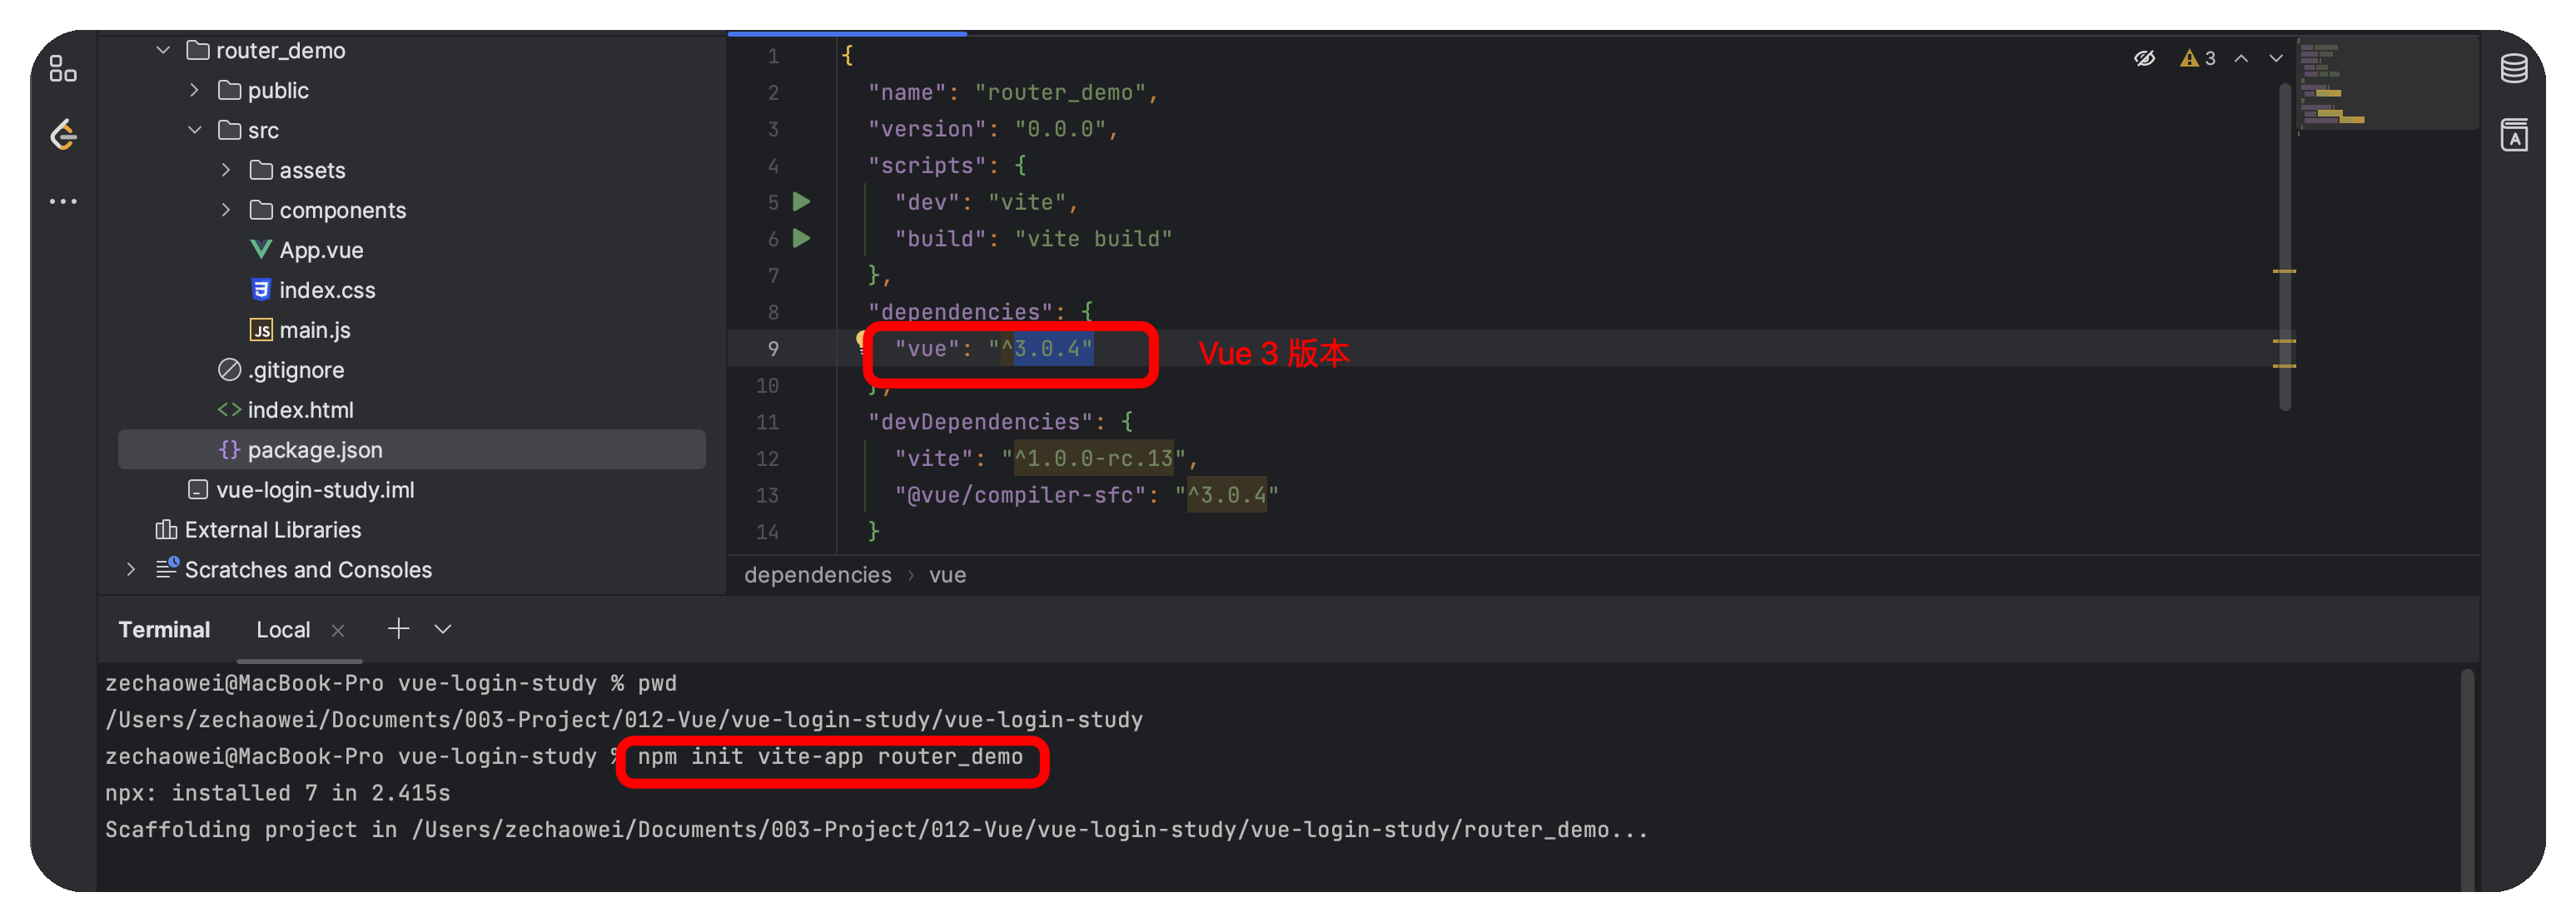 router_demo
public
src
assets
components
App.vue
index.css
main.js
.gitignore
index.html
package.json
vue-login-study.iml
External Libraries
Scratches and Consoles
1 {
2 "name": "router_demo",
3 "version": "0.0.0",
4 "scripts": {
5 "dev": "vite",
6 "build": "vite build"
7 },
8 "dependencies": {
9 "vue": "^3.0.4"
Vue 3 版本
10 },
11 "devDependencies": {
12 "vite": "^1.0.0-rc.13",
13 "@vue/compiler-sfc": "^3.0.4"
14 }
3
dependencies › vue
Terminal Local
zechaowei@MacBook-Pro vue-login-study % pwd
/Users/zechaowei/Documents/003-Project/012-Vue/vue-login-study/vue-login-study
zechaowei@MacBook-Pro vue-login-study % npm init vite-app router_demo
npx: installed 7 in 2.415s
Scaffolding project in /Users/zechaowei/Documents/003-Project/012-Vue/vue-login-study/vue-login-study/router_demo...